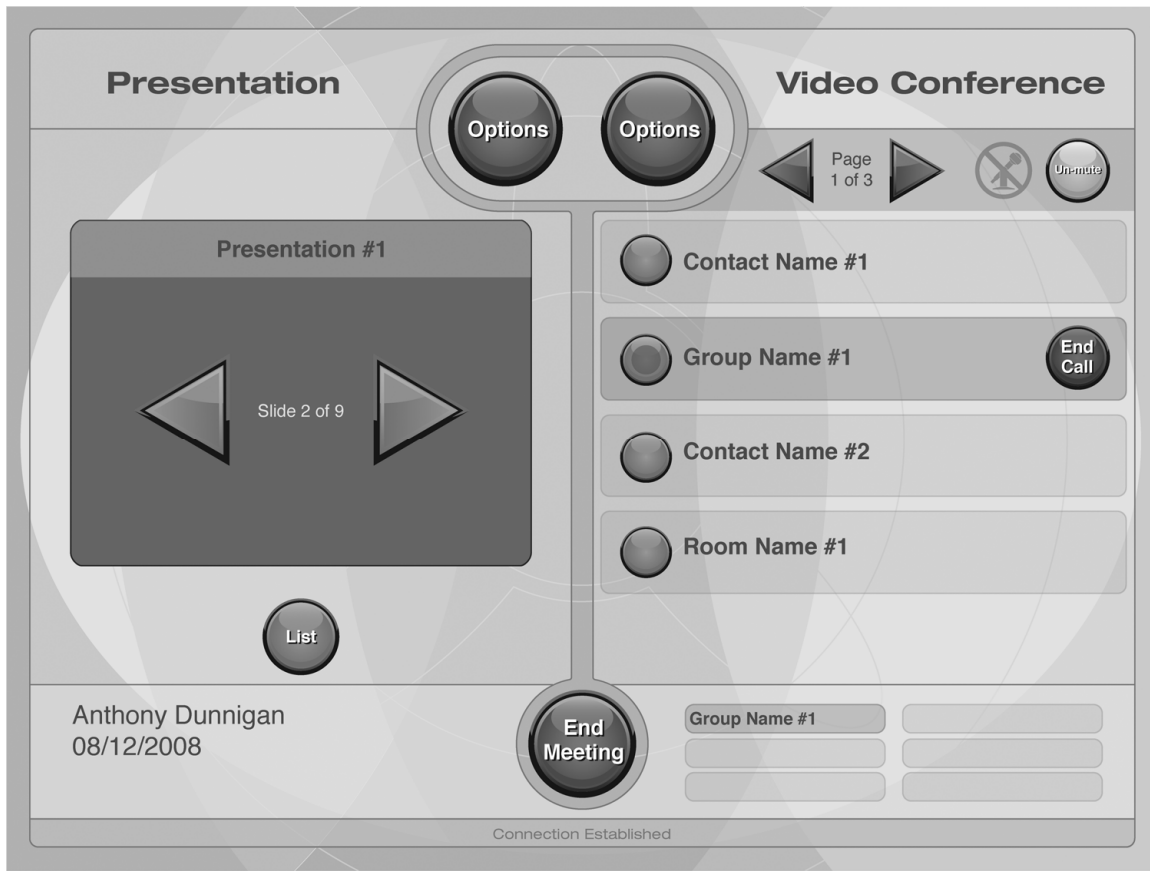 Presentation
Options
Options
Video Conference
Page
1 of 3
Un-mute
Presentation #1
Slide 2 of 9
List
Contact Name #1
Group Name #1
End
Call
Contact Name #2
Room Name #1
Anthony Dunnigan
08/12/2008
End
Meeting
Group Name #1
Connection Established